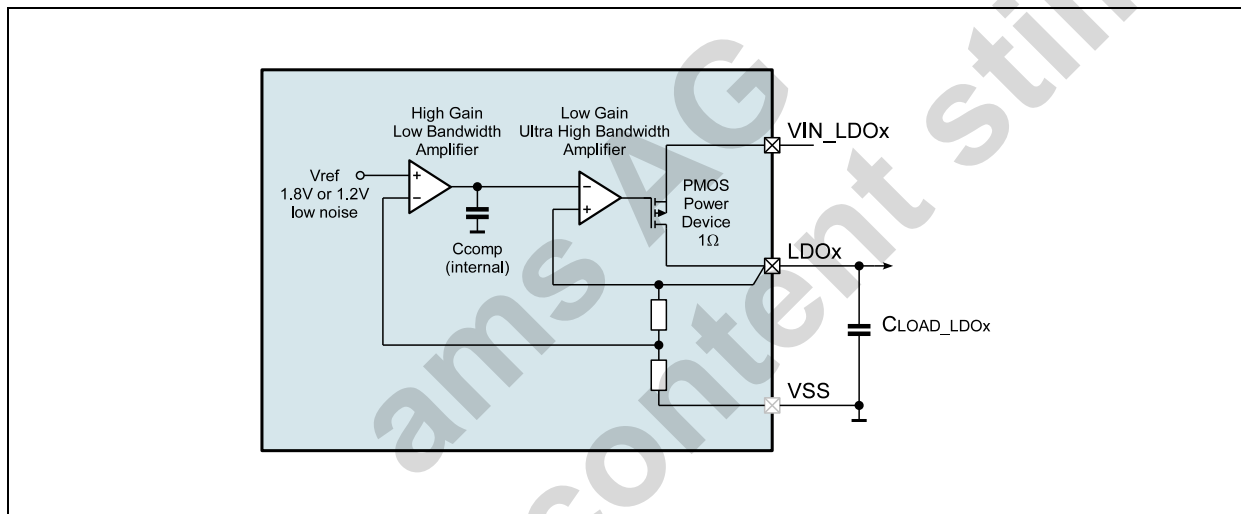 High Gain
Low Bandwidth
Amplifier
Low Gain
Ultra High Bandwidth
Amplifier
VIN_LDOx
Vref
1.8V or 1.2V
low noise
+
−
−
+
PMOS
Power
Device
1Ω
Ccomp
(internal)
LDOx
CLOAD_LDOx
VSS
ams AG
content stil